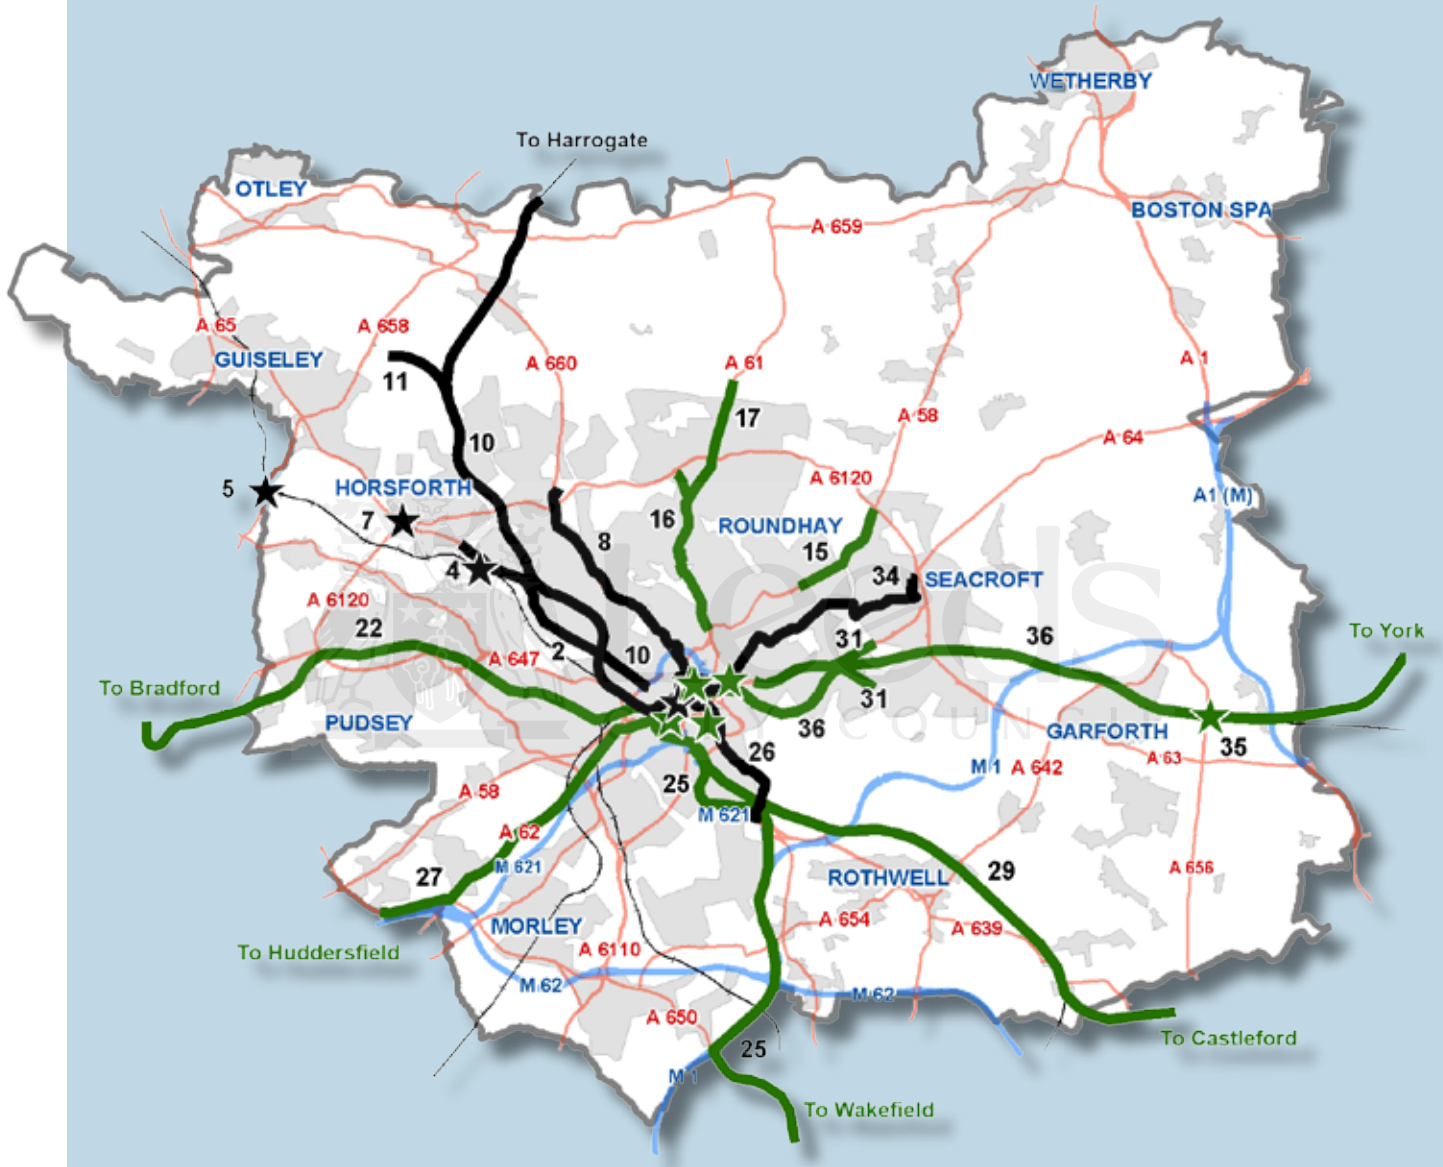 WETHERBY
To Harrogate
OTLEY
BOSTON SPA
A 659
A 65
A 658
GUISELEY
A 660
A 61
A 1
11
17
A 58
10
A 64
A 6120
5
HORSFORTH
A1 (M)
7
16
ROUNDHAY
8
15
4
34
SEACROFT
Leeds
A 6120
22
31
36
To York
2
10
A 647
To Bradford
31
PUDSEY
36
CITY COUNCIL
GARFORTH
26
35
A 63
M 1
A 642
25
A 58
M 621
A 62
M 621
A 656
27
ROTHWELL
29
MORLEY
A 654
A 639
To Huddersfield
A 6110
M 62
M 62
A 650
To Castleford
25
M 1
To Wakefield